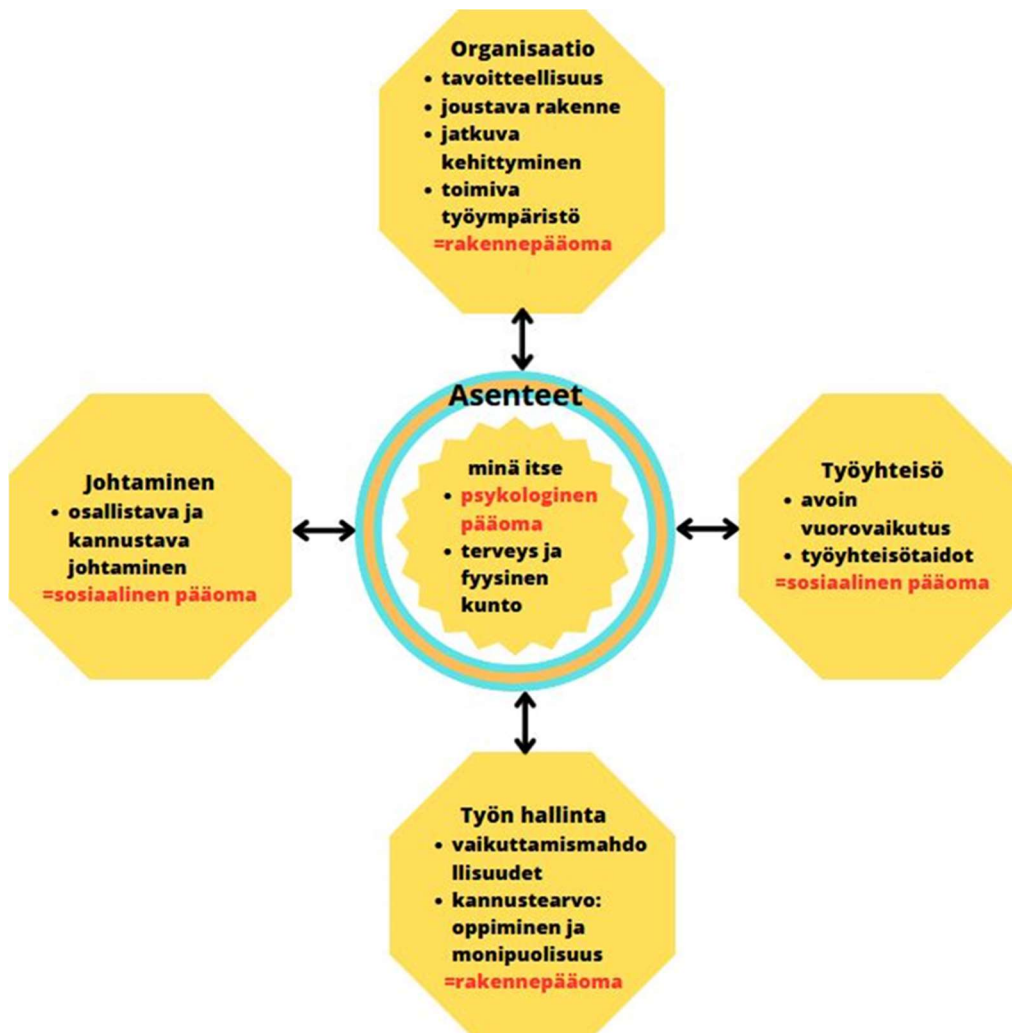 Organisaatio
• tavoitteellisuus
• joustava rakenne
• jatkuva
kehittyminen
• toimiva
työympäristö
=rakennepääoma
Asenteet
minä itse
• psykologinen
pääoma
• terveys ja
fyysinen
kunto
Johtaminen
• osallistava ja
kannustava
johtaminen
=sosiaalinen pääoma
Työyhteisö
• avoin
vuorovaikutus
• työyhteisötaidot
=sosiaalinen pääoma
Työn hallinta
• vaikuttamismahdo
llisuudet
• kannustearvo:
oppiminen ja
monipuolisuus
=rakennepääoma